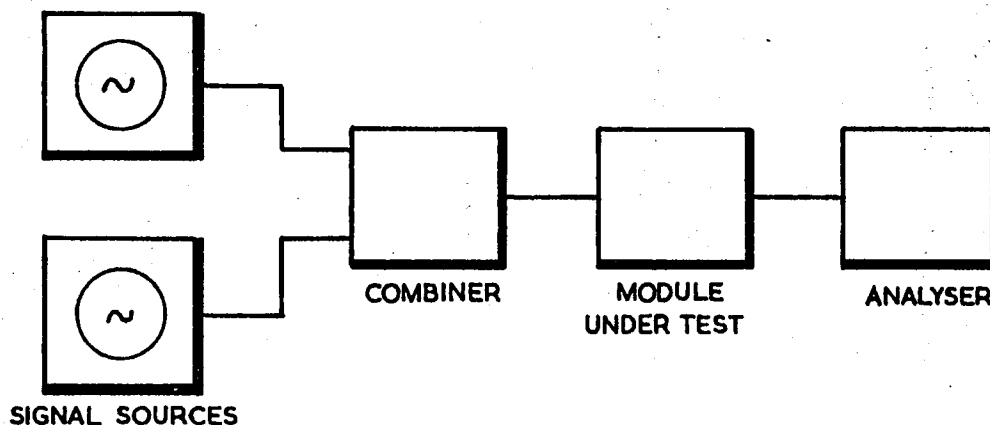 COMBINER
MODULE
UNDER TEST
ANALYSER
SIGNAL SOURCES